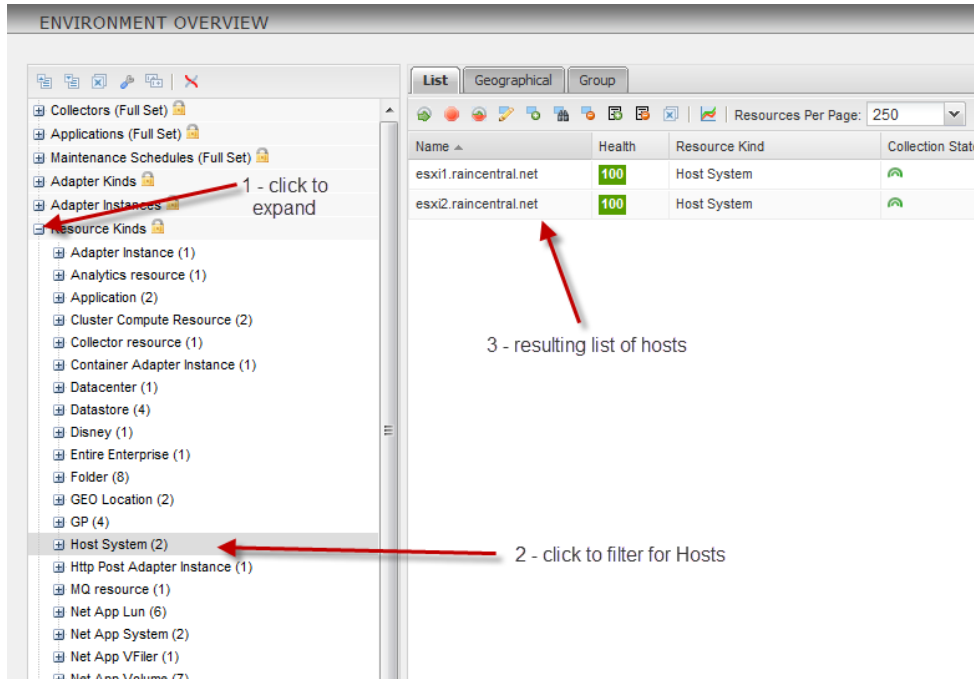 ENVIRONMENT OVERVIEW
Collectors (Full Set)
Applications (Full Set)
Maintenance Schedules (Full Set)
Adapter Kinds
Adapter Instances
Resource Kinds
Adapter Instance (1)
Analytics resource (1)
Application (2)
Cluster Compute Resource (2)
Collector resource (1)
Container Adapter Instance (1)
Datacenter (1)
Datastore (4)
Disney (1)
Entire Enterprise (1)
Folder (8)
GEO Location (2)
GP (4)
Host System (2)
Http Post Adapter Instance (1)
MQ resource (1)
Net App Lun (6)
Net App System (2)
Net App VFiler (1)
Net App Volume (7)
1 - click to
expand
List Geographical Group
Resources Per Page: 250
Name Health Resource Kind Collection State
esxi1.raincentral.net 100 Host System
esxi2.raincentral.net 100 Host System
3 - resulting list of hosts
2 - click to filter for Hosts